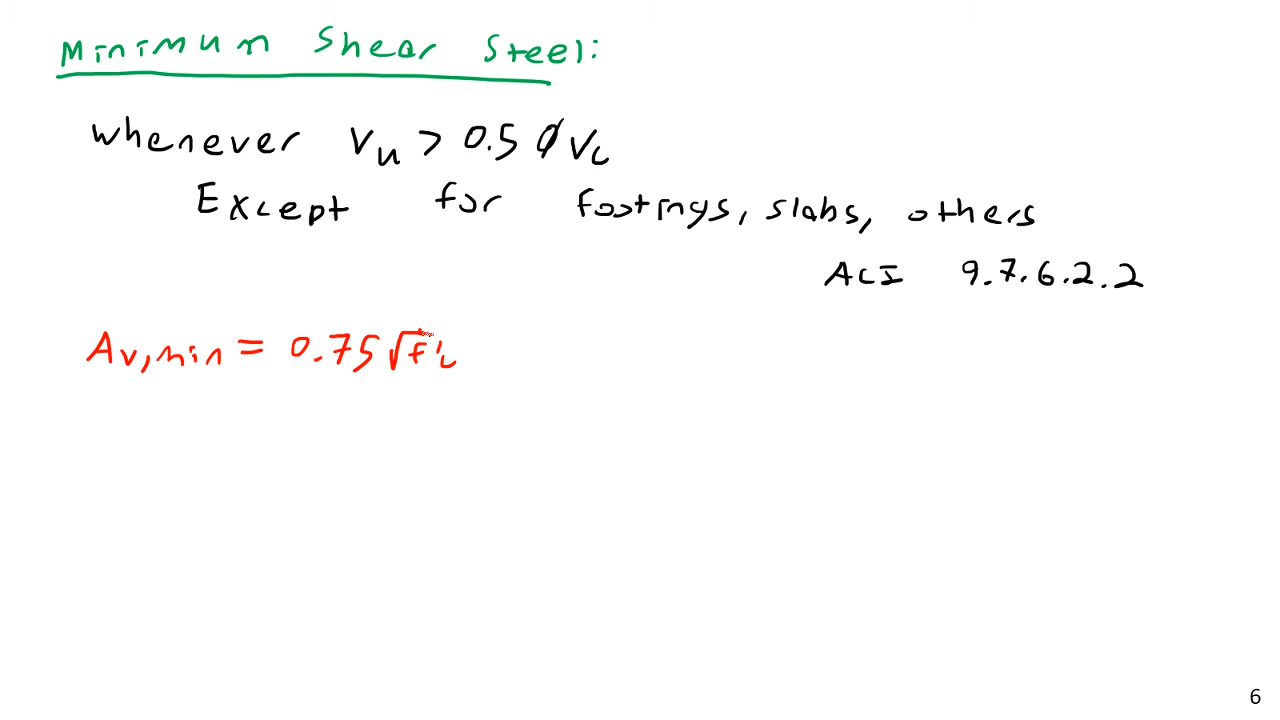 Minimum Shear Steel:
whenever Vu > 0.5 ϕVc
Except for footings, slabs, others
ACI 9.7.6.2.2
Av,min = 0.75√f'c
6